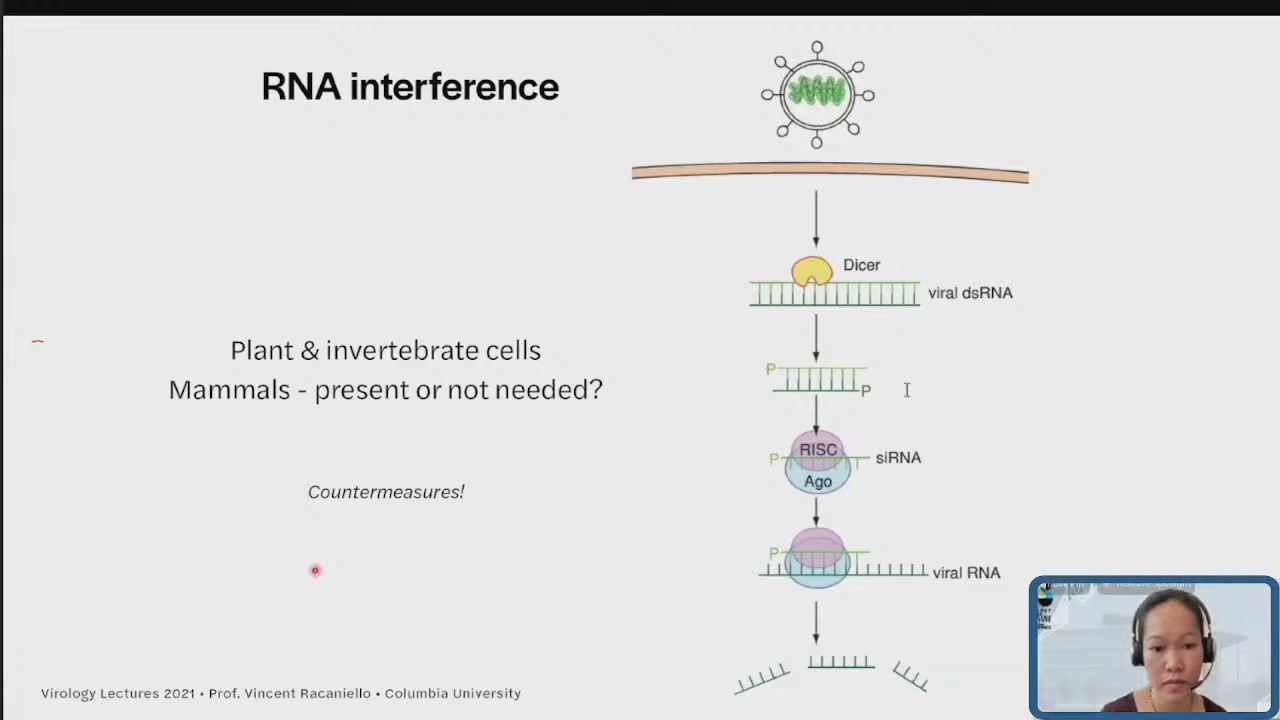 RNA interference
Dicer
viral dsRNA
Plant & invertebrate cells
Mammals - present or not needed?
P
P
RISC
P
siRNA
Ago
Countermeasures!
P
viral RNA
Virology Lectures 2021 • Prof. Vincent Racaniello • Columbia University